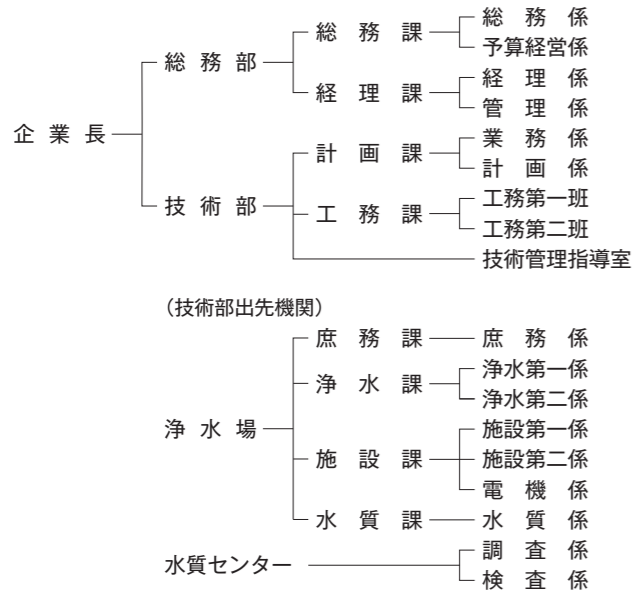 総務係
総務課
予算経営係
総務部
経理係
経理課
管理係
企業長
業務係
計画課
計画係
技術部
工務第一班
工務課
工務第二班
技術管理指導室
（技術部出先機関）
庶務課
庶務係
浄水第一係
浄水課
浄水第二係
浄水場
施設第一係
施設課
施設第二係
電機係
水質課
水質係
水質センター
調査係
検査係